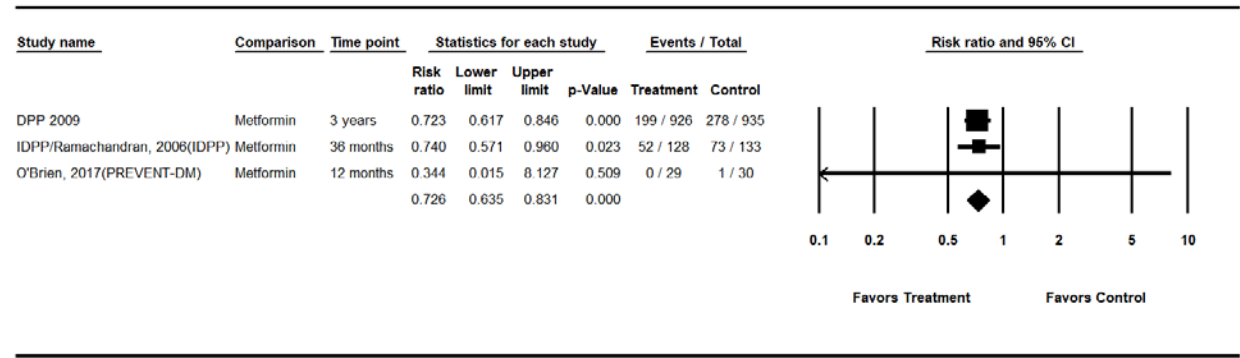 Study name Comparison Time point Statistics for each study Events / Total Risk ratio and 95% CI
Risk ratio Lower limit Upper limit p-Value Treatment Control
DPP 2009 Metformin 3 years 0.723 0.617 0.846 0.000 199 / 926 278 / 935
IDPP/Ramachandran, 2006(IDPP) Metformin 36 months 0.740 0.571 0.960 0.023 52 / 128 73 / 133
O'Brien, 2017(PREVENT-DM) Metformin 12 months 0.344 0.015 8.127 0.509 0 / 29 1 / 30
0.726 0.635 0.831 0.000
0.1 0.2 0.5 1 2 5 10
Favors Treatment Favors Control